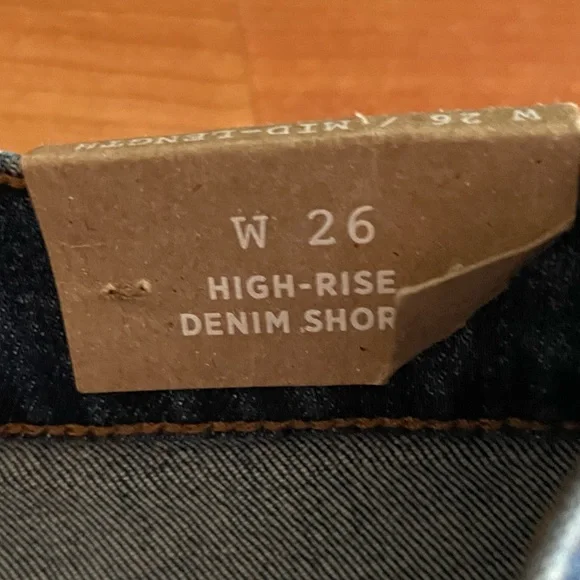 W 26 / MID-LENGTH
W 26
HIGH-RISE
DENIM SHOR